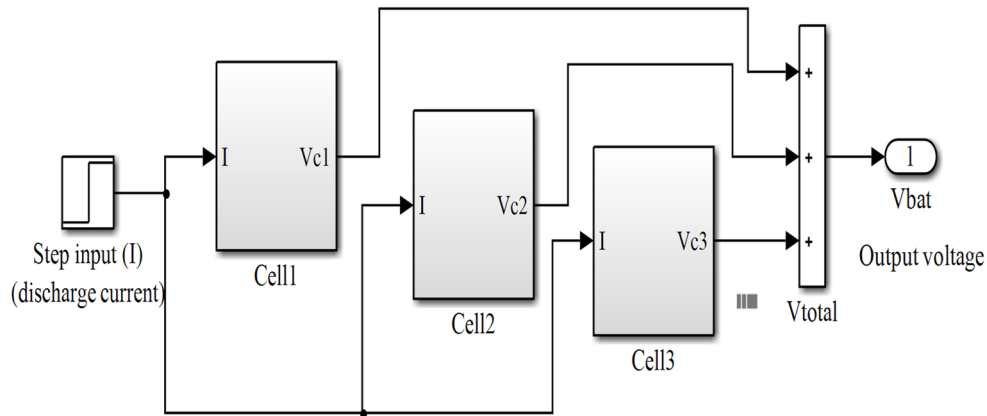 I
Vc1
Cell1
I
Vc2
Cell2
I
Vc3
Cell3
Step input (I)
(discharge current)
+
+
+
Vtotal
1
Vbat
Output voltage